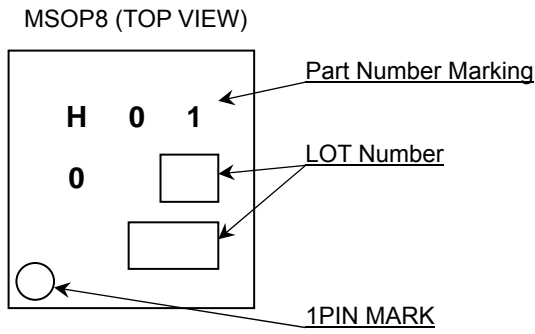 MSOP8 (TOP VIEW)
Part Number Marking
H 0 1
LOT Number
0
1PIN MARK